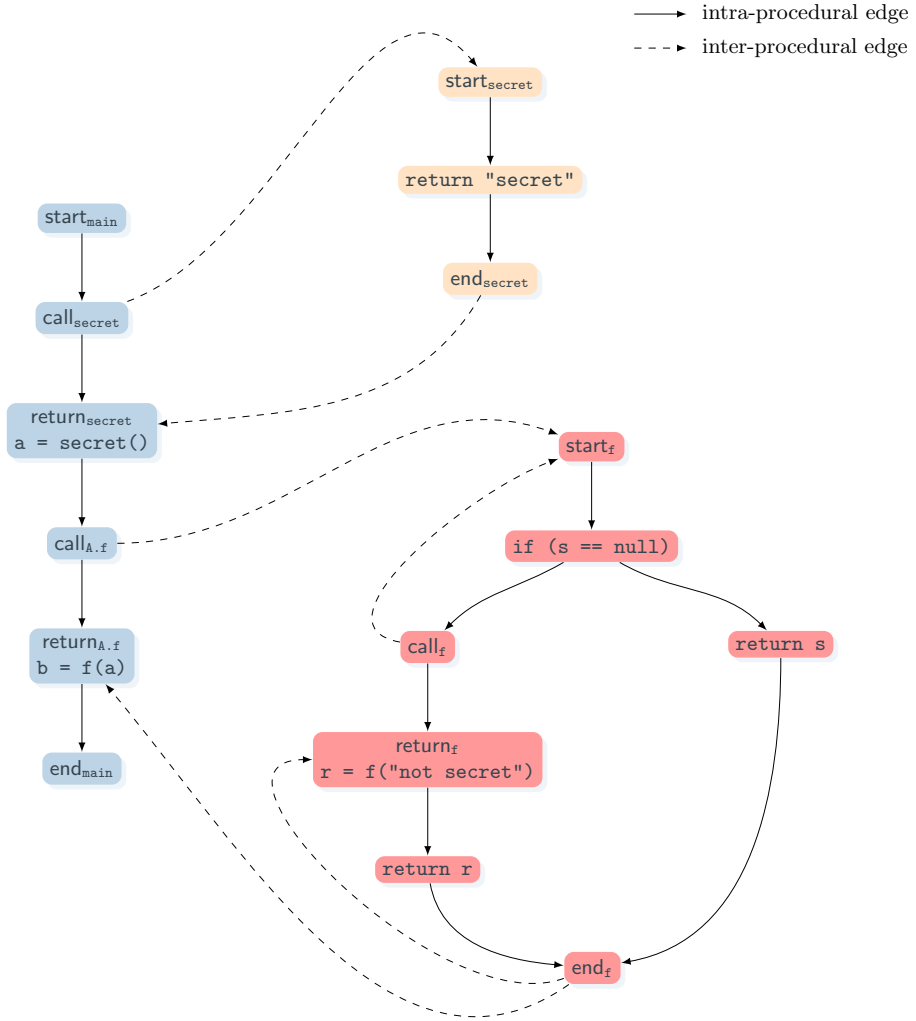 intra-procedural edge
inter-procedural edge
start_secret
return "secret"
end_secret
start_main
call_secret
return_secret
a = secret()
call_A.f
return_A.f
b = f(a)
end_main
start_f
if (s == null)
call_f
return s
return_f
r = f("not secret")
return r
end_f